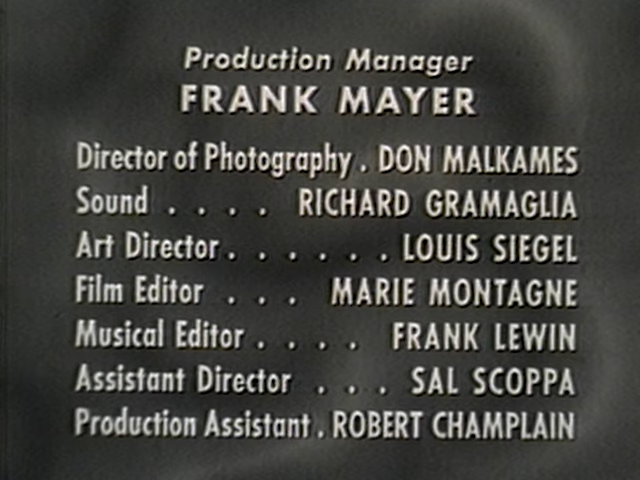 Production Manager
FRANK MAYER
Director of Photography . DON MALKAMES
Sound . . . . RICHARD GRAMAGLIA
Art Director . . . . . . LOUIS SIEGEL
Film Editor . . . MARIE MONTAGNE
Musical Editor . . . . FRANK LEWIN
Assistant Director . . . SAL SCOPPA
Production Assistant . ROBERT CHAMPLAIN